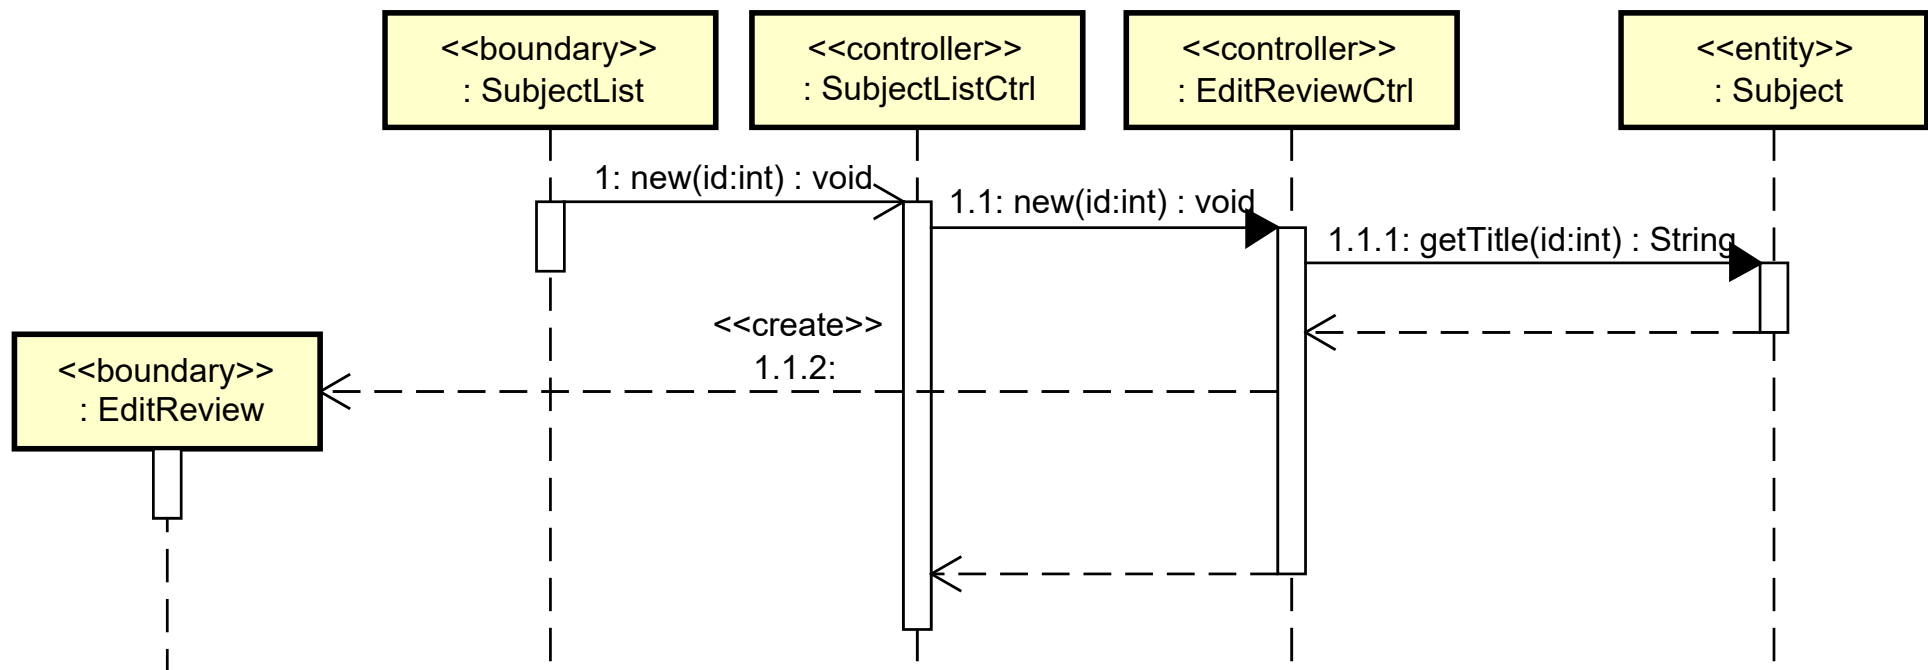 <<boundary>>
: SubjectList
<<controller>>
: SubjectListCtrl
<<controller>>
: EditReviewCtrl
<<entity>>
: Subject
1: new(id:int) : void
1.1: new(id:int) : void
1.1.1: getTitle(id:int) : String
<<create>>
1.1.2:
<<boundary>>
: EditReview